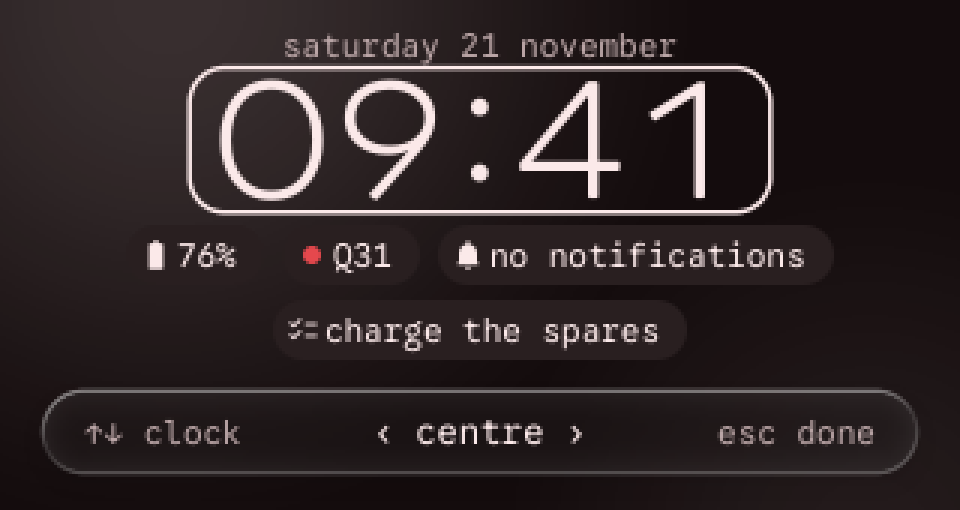 saturday 21 november
09:41
76% Q31 no notifications
charge the spares
↑↓ clock ‹ centre › esc done